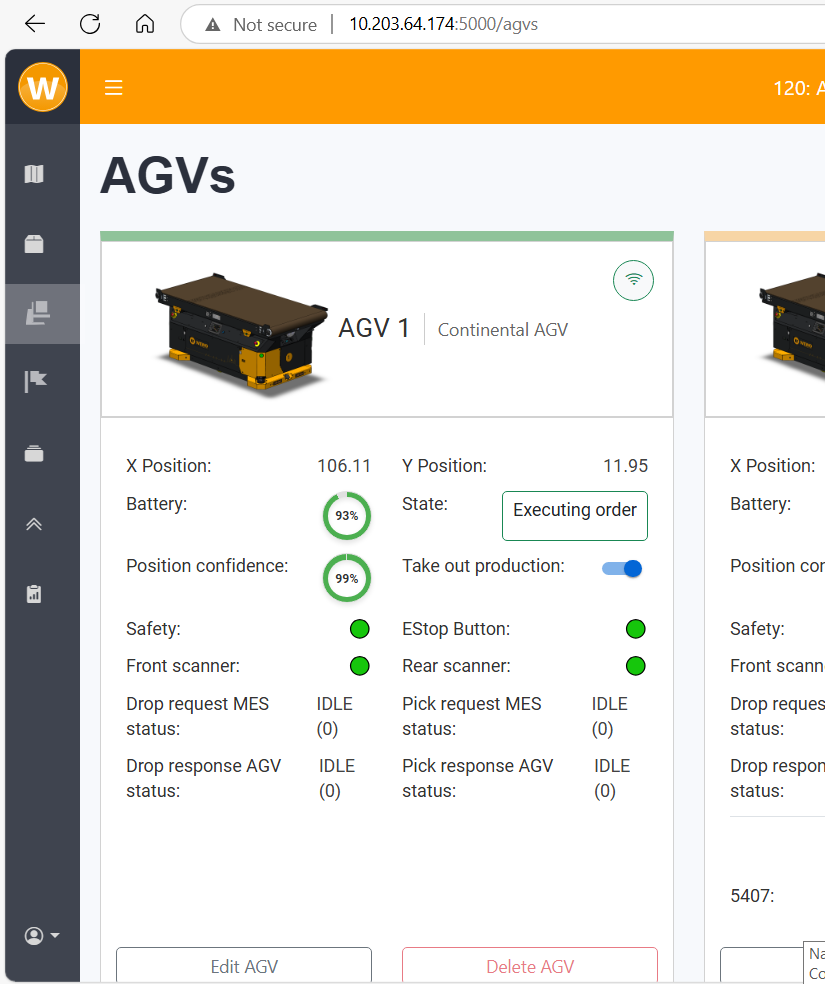 Not secure | 10.203.64.174:5000/agvs
W
120: A
AGVs
AGV 1 Continental AGV
X Position: 106.11 Y Position: 11.95
Battery: 93% State: Executing order
Position confidence: 99% Take out production:
Safety: EStop Button:
Front scanner: Rear scanner:
Drop request MES status: IDLE (0) Pick request MES status: IDLE (0)
Drop response AGV status: IDLE (0) Pick response AGV status: IDLE (0)
Edit AGV Delete AGV
X Position:
Battery:
Position con
Safety:
Front scann
Drop reques
status:
Drop respon
status:
5407:
Na
Co